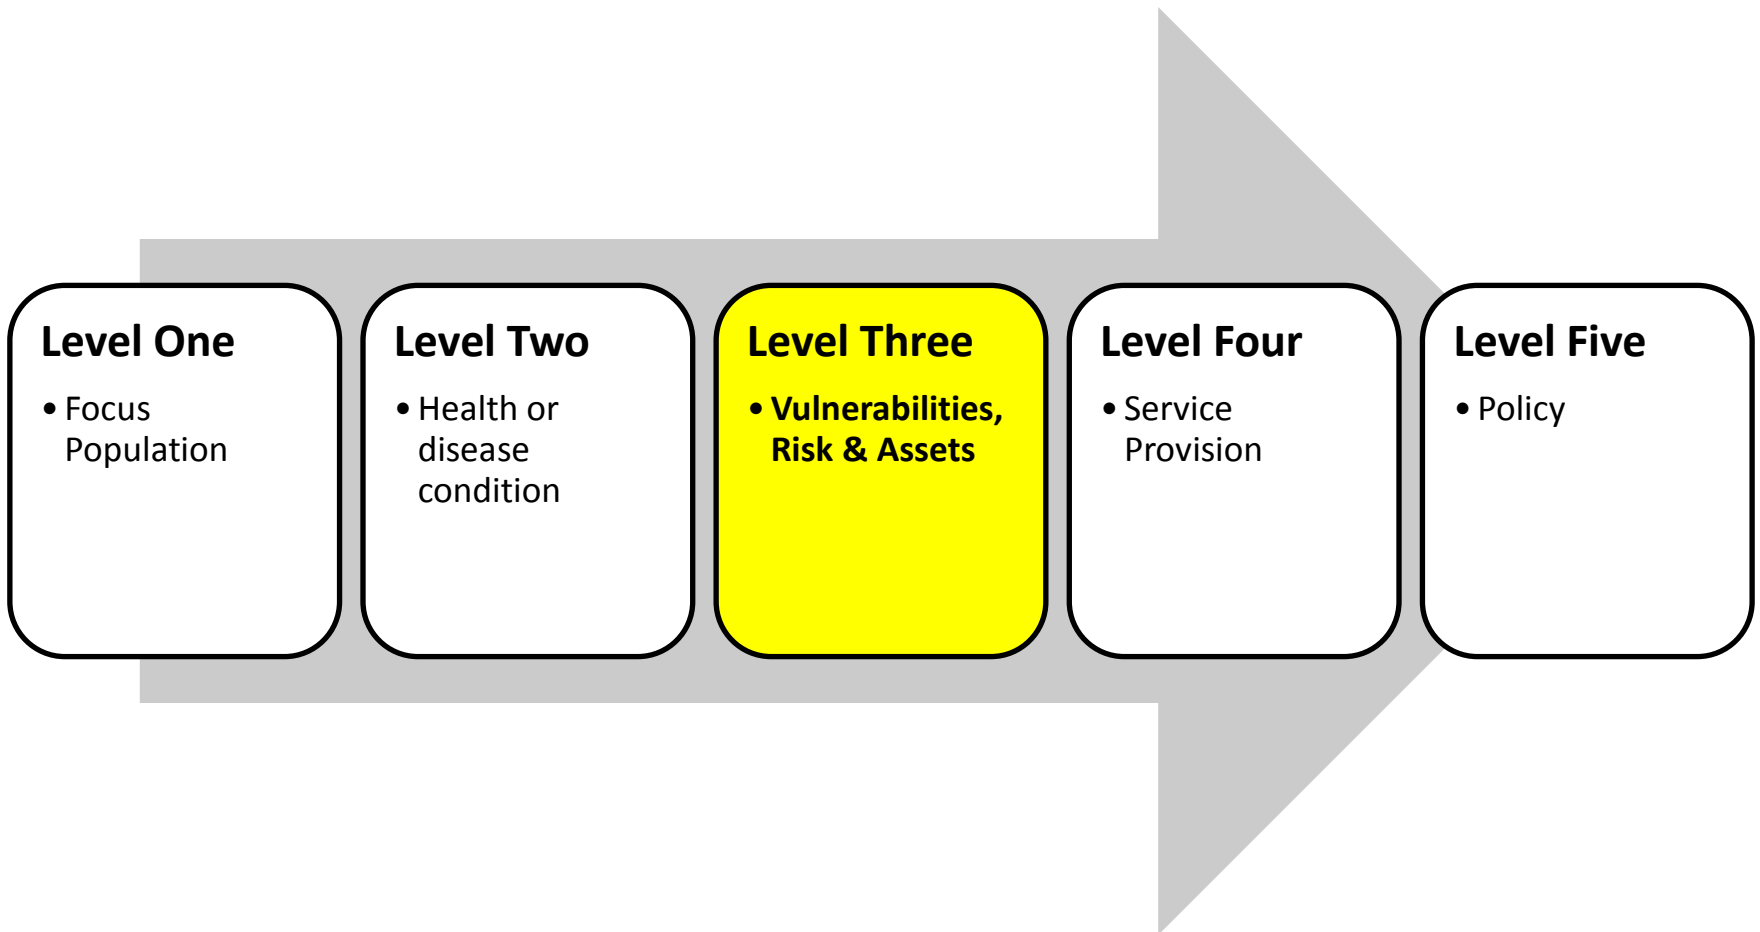 Level One
• Focus
Population
Level Two
• Health or
disease
condition
Level Three
• Vulnerabilities,
Risk & Assets
Level Four
• Service
Provision
Level Five
• Policy